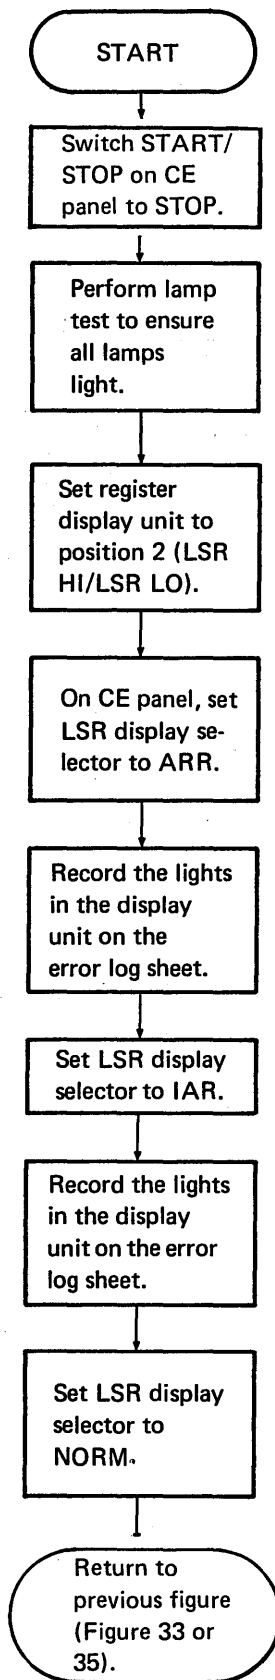 START
Switch START/
STOP on CE
panel to STOP.
Perform lamp
test to ensure
all lamps
light.
Set register
display unit to
position 2 (LSR
HI/LSR LO).
On CE panel, set
LSR display se-
lector to ARR.
Record the lights
in the display
unit on the
error log sheet.
Set LSR display
selector to IAR.
Record the lights
in the display
unit on the error
log sheet.
Set LSR display
selector to
NORM.
Return to
previous figure
(Figure 33 or
35).